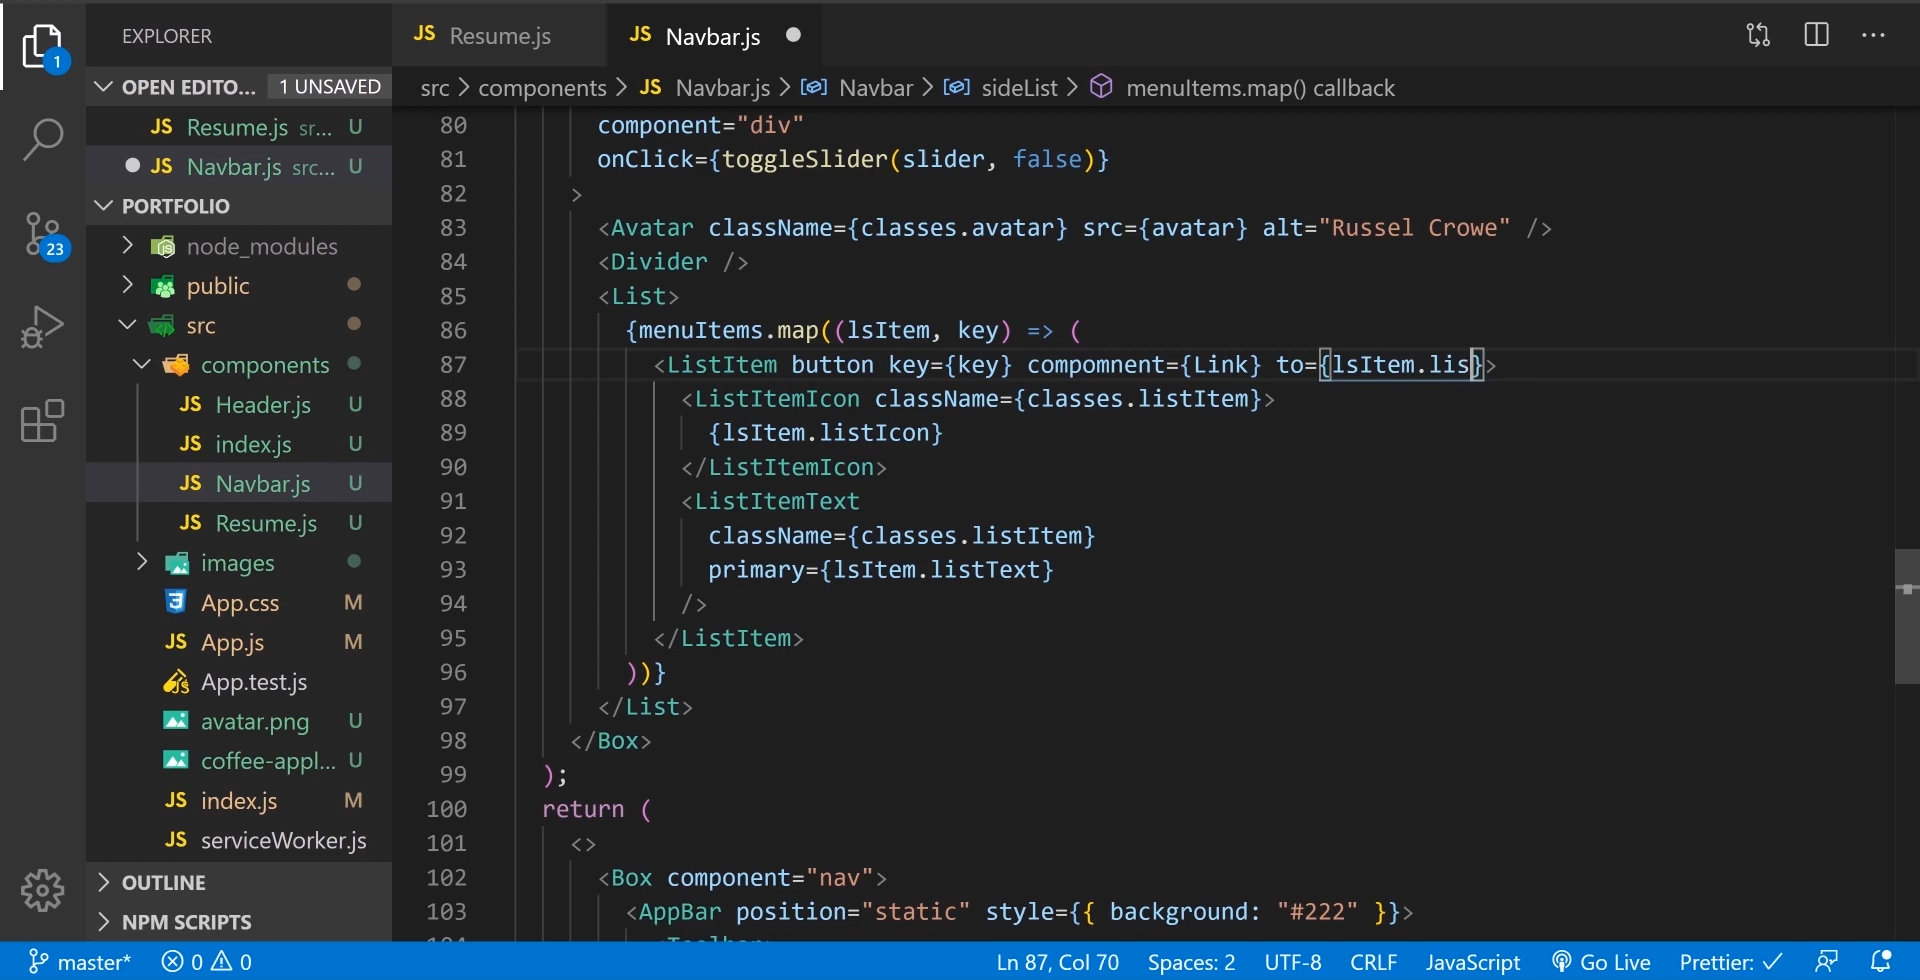 EXPLORER
JS Resume.js
JS Navbar.js
1
OPEN EDITO... 1 UNSAVED
src > components > JS Navbar.js > Navbar > sideList > menuItems.map() callback
JS Resume.js sr... U
JS Navbar.js src... U
PORTFOLIO
node_modules
public
src
components
JS Header.js U
JS index.js U
JS Navbar.js U
JS Resume.js U
images
App.css M
JS App.js M
App.test.js
avatar.png U
coffee-appl... U
JS index.js M
JS serviceWorker.js
OUTLINE
NPM SCRIPTS
23
80 component="div"
81 onClick={toggleSlider(slider, false)}
82 >
83 <Avatar className={classes.avatar} src={avatar} alt="Russel Crowe" />
84 <Divider />
85 <List>
86 {menuItems.map((lsItem, key) => (
87 <ListItem button key={key} compomnent={Link} to={lsItem.lis}>
88 <ListItemIcon className={classes.listItem}>
89 {lsItem.listIcon}
90 </ListItemIcon>
91 <ListItemText
92 className={classes.listItem}
93 primary={lsItem.listText}
94 />
95 </ListItem>
96 ))}
97 </List>
98 </Box>
99 );
100 return (
101 <>
102 <Box component="nav">
103 <AppBar position="static" style={{ background: "#222" }}>
master* 0 0 Ln 87, Col 70 Spaces: 2 UTF-8 CRLF JavaScript Go Live Prettier: ✓